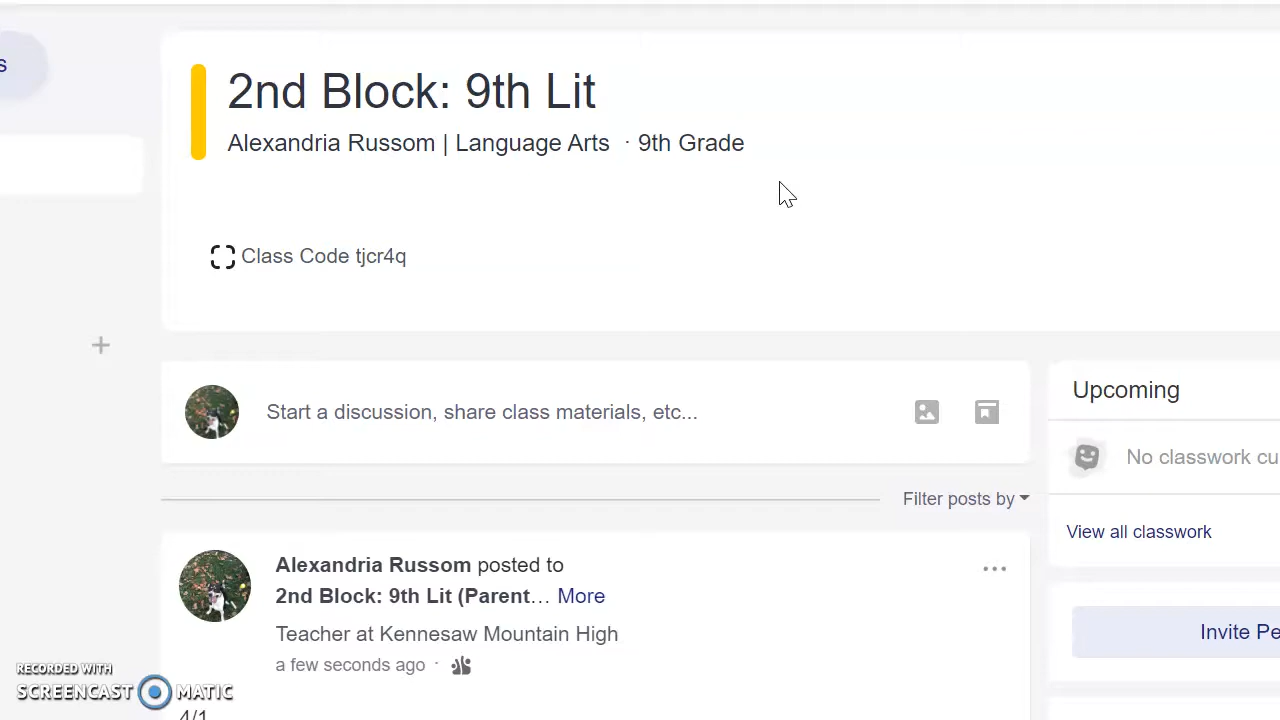 s
2nd Block: 9th Lit
Alexandria Russom | Language Arts · 9th Grade
Class Code tjcr4q
+
Start a discussion, share class materials, etc...
Upcoming
No classwork cu
Filter posts by
View all classwork
Alexandria Russom posted to
2nd Block: 9th Lit (Parent... More
Teacher at Kennesaw Mountain High
a few seconds ago ·
Invite Pe
RECORDED WITH
SCREENCAST MATIC
4/1